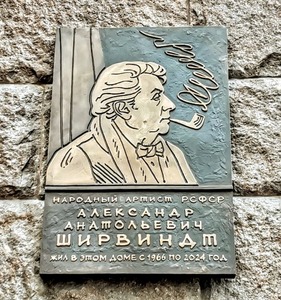 НАРОДНЫЙ АРТИСТ РСФСР
АЛЕКСАНДР
АНАТОЛЬЕВИЧ
ШИРВИНДТ
ЖИЛ В ЭТОМ ДОМЕ С 1966 ПО 2024 ГОД